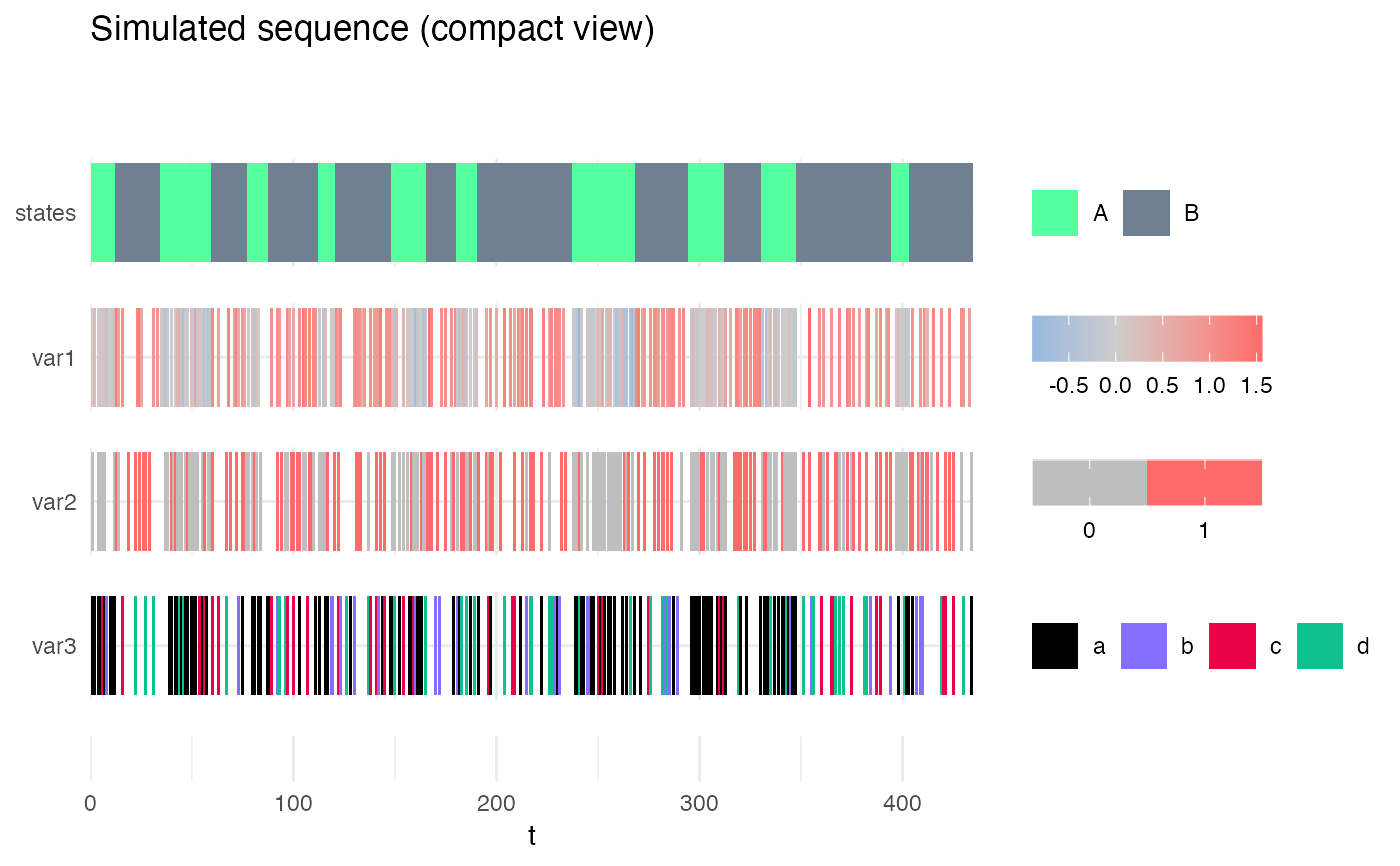 Simulated sequence (compact view)
states
A B
var1
-0.5 0.0 0.5 1.0 1.5
var2
0 1
var3
a b c d
0 100 200 300 400
t